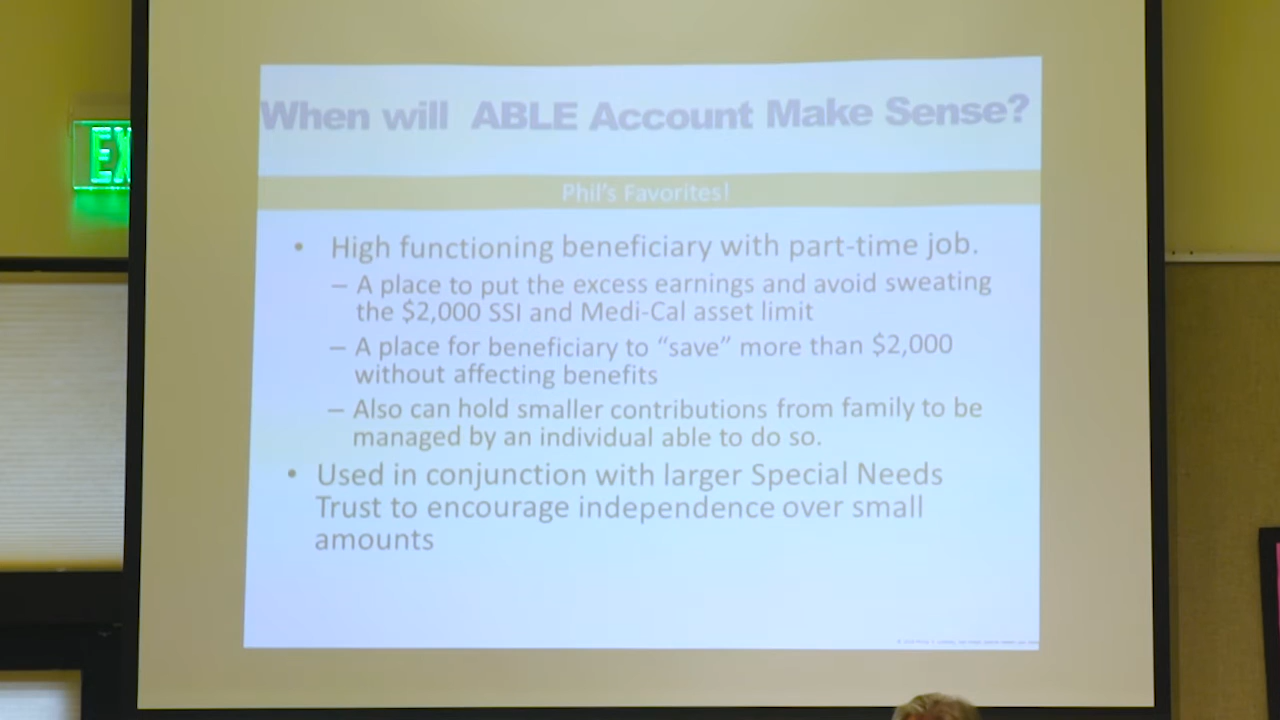 EX
When will ABLE Account Make Sense?
Phil's Favorites!
• High functioning beneficiary with part-time job.
– A place to put the excess earnings and avoid sweating
the $2,000 SSI and Medi-Cal asset limit
– A place for beneficiary to “save” more than $2,000
without affecting benefits
– Also can hold smaller contributions from family to be
managed by an individual able to do so.
• Used in conjunction with larger Special Needs
Trust to encourage independence over small
amounts